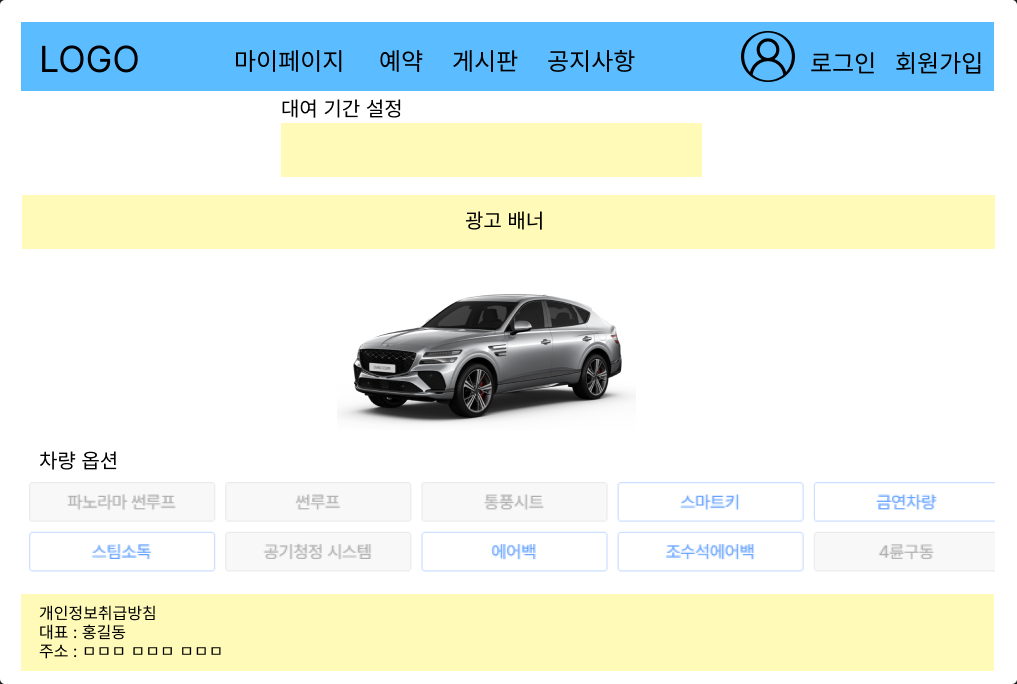 LOGO 마이페이지 예약 게시판 공지사항 로그인 회원가입
대여 기간 설정
광고 배너
차량 옵션
파노라마 썬루프 썬루프 통풍시트 스마트키 금연차량
스팀소독 공기청정 시스템 에어백 조수석에어백 4륜구동
개인정보취급방침
대표 : 홍길동
주소 : ㅁㅁㅁ ㅁㅁㅁ ㅁㅁㅁ